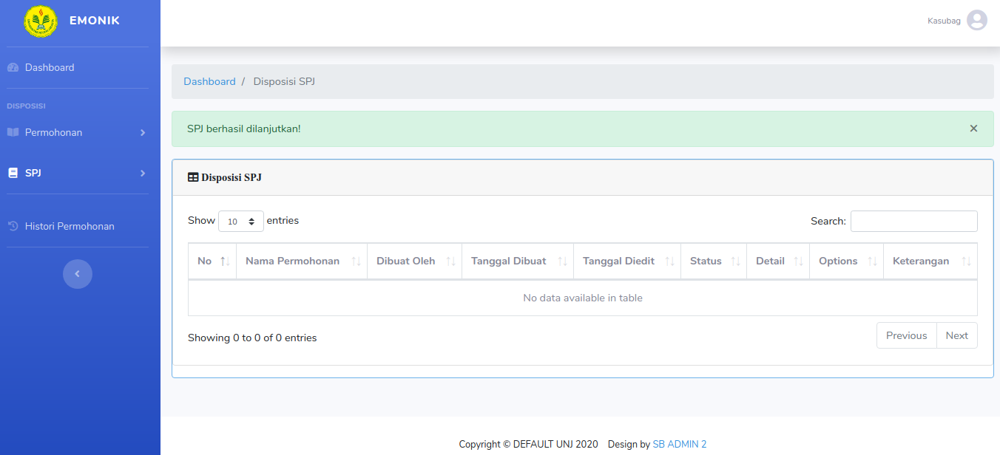 EMONIK
Kasubag
Dashboard
DISPOSISI
Permohonan
SPJ
Histori Permohonan
Dashboard / Disposisi SPJ
SPJ berhasil dilanjutkan! ×
Disposisi SPJ
Show 10 entries
Search:
No Nama Permohonan Dibuat Oleh Tanggal Dibuat Tanggal Diedit Status Detail Options Keterangan
No data available in table
Showing 0 to 0 of 0 entries
Previous Next
Copyright © DEFAULT UNJ 2020 Design by SB ADMIN 2